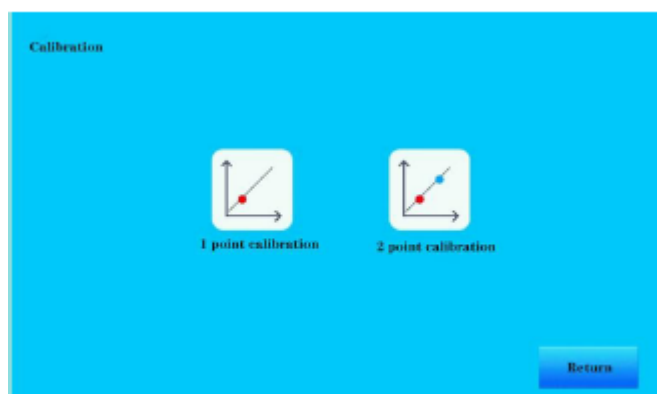 Calibration
1 point calibration
2 point calibration
Return